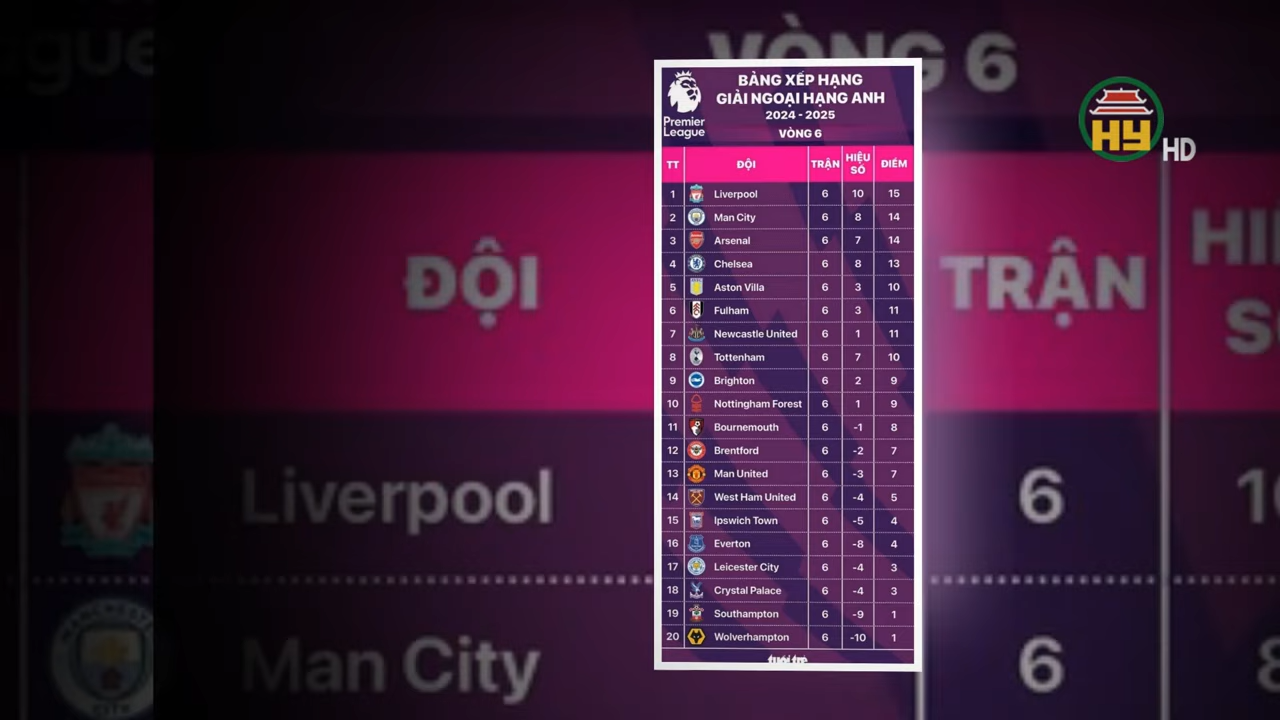 VÒNG 6
ĐỘI
TRẬN
Liverpool
6
Man City
6
8
BẢNG XẾP HẠNG
GIẢI NGOẠI HẠNG ANH
2024 - 2025
VÒNG 6
Premier
League
TT ĐỘI TRẬN HIỆU SỐ ĐIỂM
1 Liverpool 6 10 15
2 Man City 6 8 14
3 Arsenal 6 7 14
4 Chelsea 6 8 13
5 Aston Villa 6 3 10
6 Fulham 6 3 11
7 Newcastle United 6 1 11
8 Tottenham 6 7 10
9 Brighton 6 2 9
10 Nottingham Forest 6 1 9
11 Bournemouth 6 -1 8
12 Brentford 6 -2 7
13 Man United 6 -3 7
14 West Ham United 6 -4 5
15 Ipswich Town 6 -5 4
16 Everton 6 -8 4
17 Leicester City 6 -4 3
18 Crystal Palace 6 -4 3
19 Southampton 6 -9 1
20 Wolverhampton 6 -10 1
tuổi trẻ
HY HD